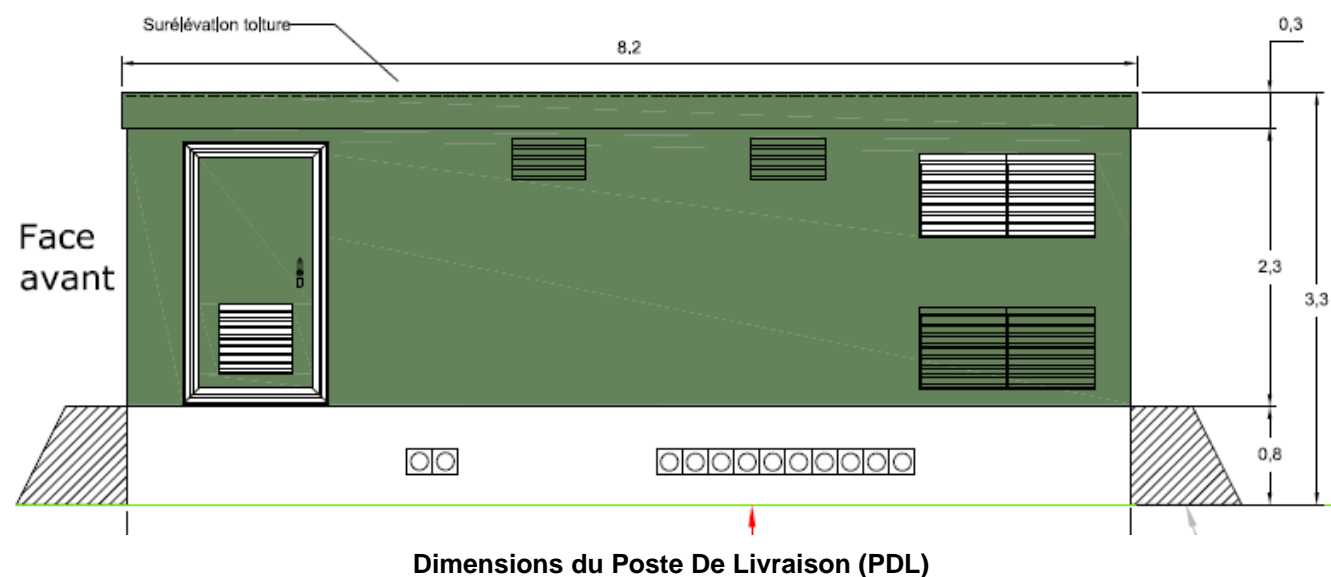 Surélévation toiture
0,3
8,2
Face
avant
2,3
3,3
0,8
Dimensions du Poste De Livraison (PDL)